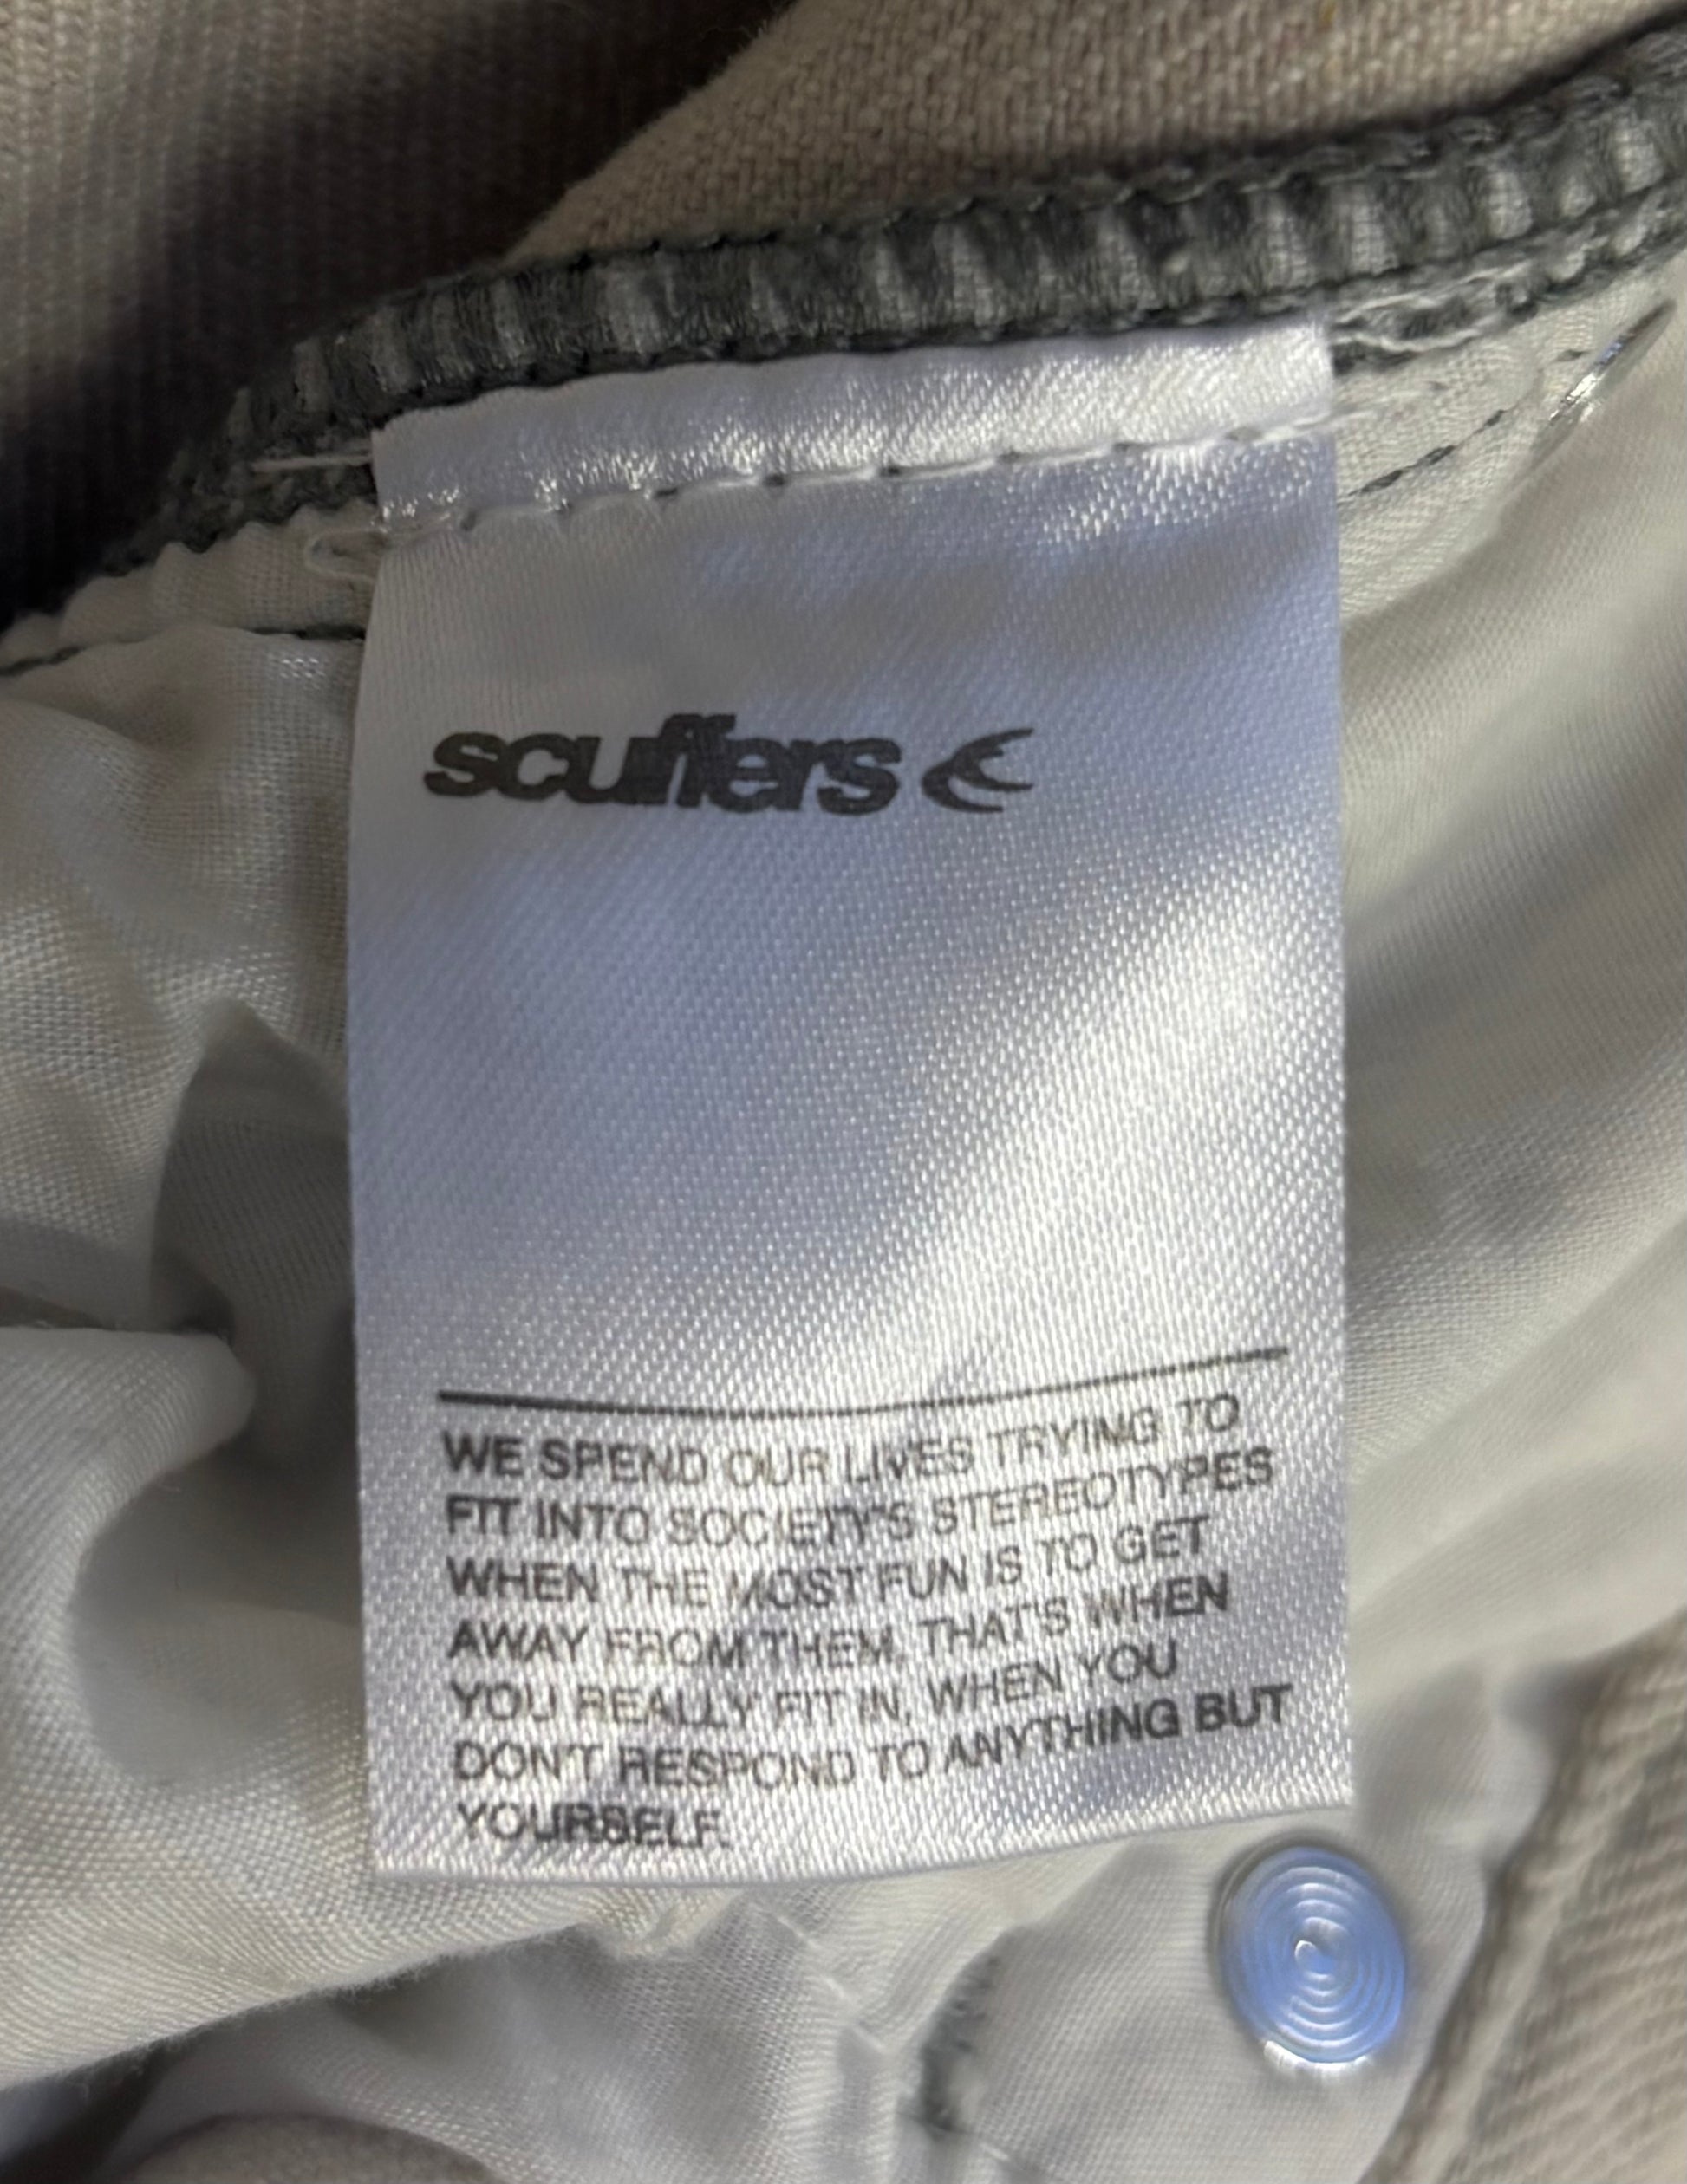 scuffers
WE SPEND OUR LIVES TRYING TO
FIT INTO SOCIETY'S STEREOTYPES
WHEN THE MOST FUN IS TO GET
AWAY FROM THEM. THAT'S WHEN
YOU REALLY FIT IN, WHEN YOU
DON'T RESPOND TO ANYTHING BUT
YOURSELF.